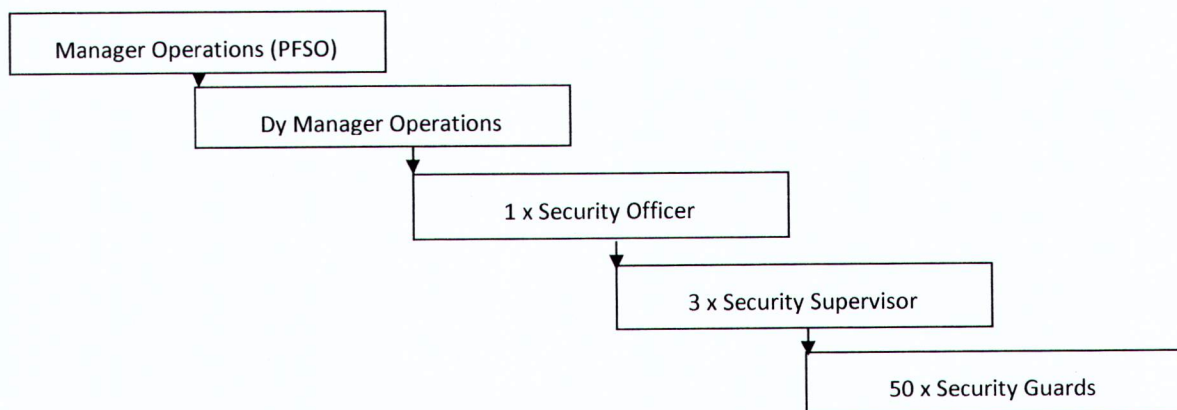 Manager Operations (PFSO)
Dy Manager Operations
1 x Security Officer
3 x Security Supervisor
50 x Security Guards